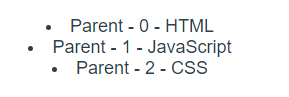 • Parent - 0 - HTML
• Parent - 1 - JavaScript
• Parent - 2 - CSS